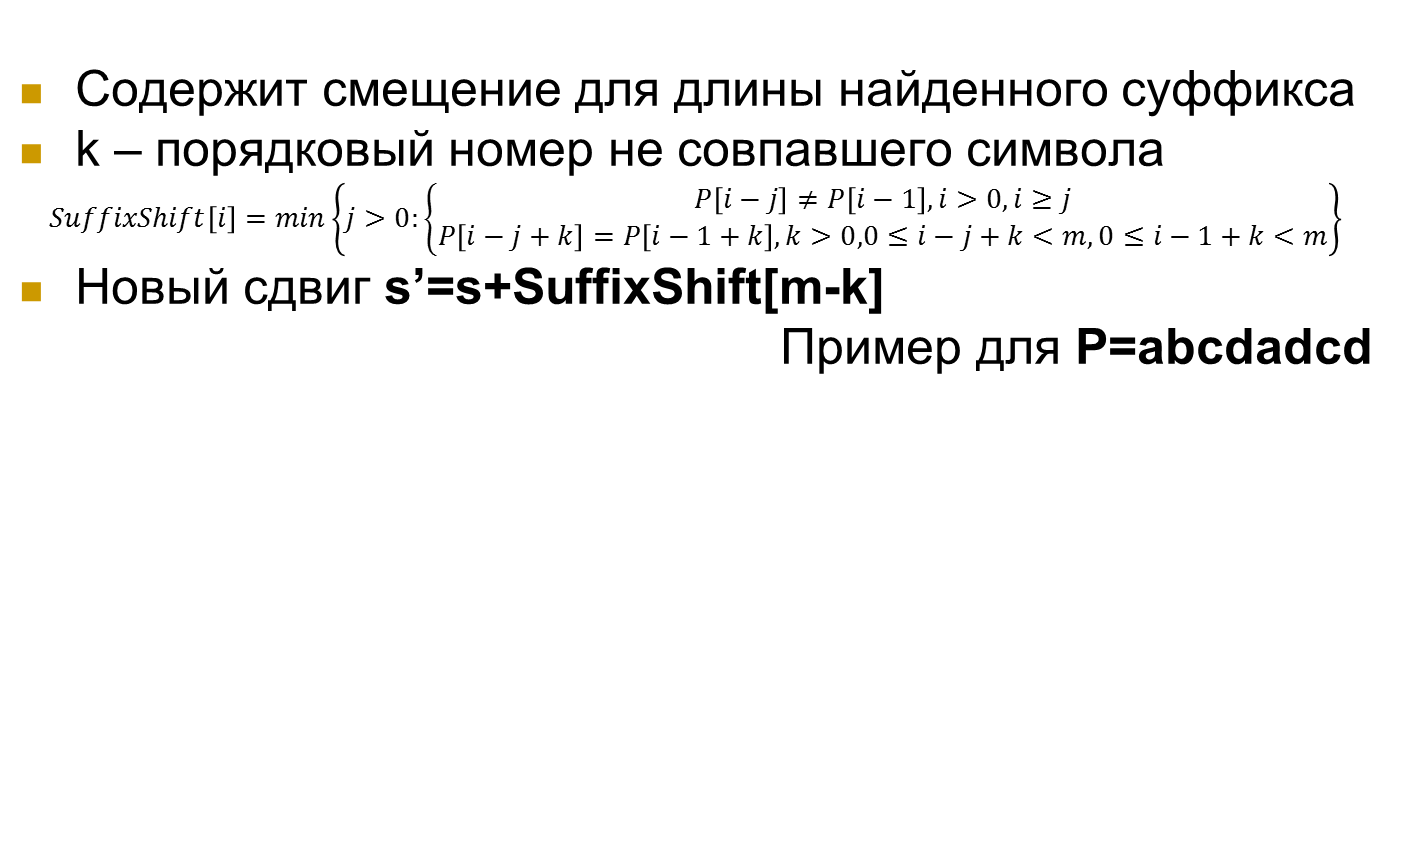 Содержит смещение для длины найденного суффикса
k – порядковый номер не совпавшего символа
SuffixShift[i] = min {j > 0: { P[i − j] ≠ P[i − 1], i > 0, i ≥ j
P[i − j + k] = P[i − 1 + k], k > 0,0 ≤ i − j + k < m, 0 ≤ i − 1 + k < m }
Новый сдвиг s’=s+SuffixShift[m-k]
Пример для P=abcdadcd